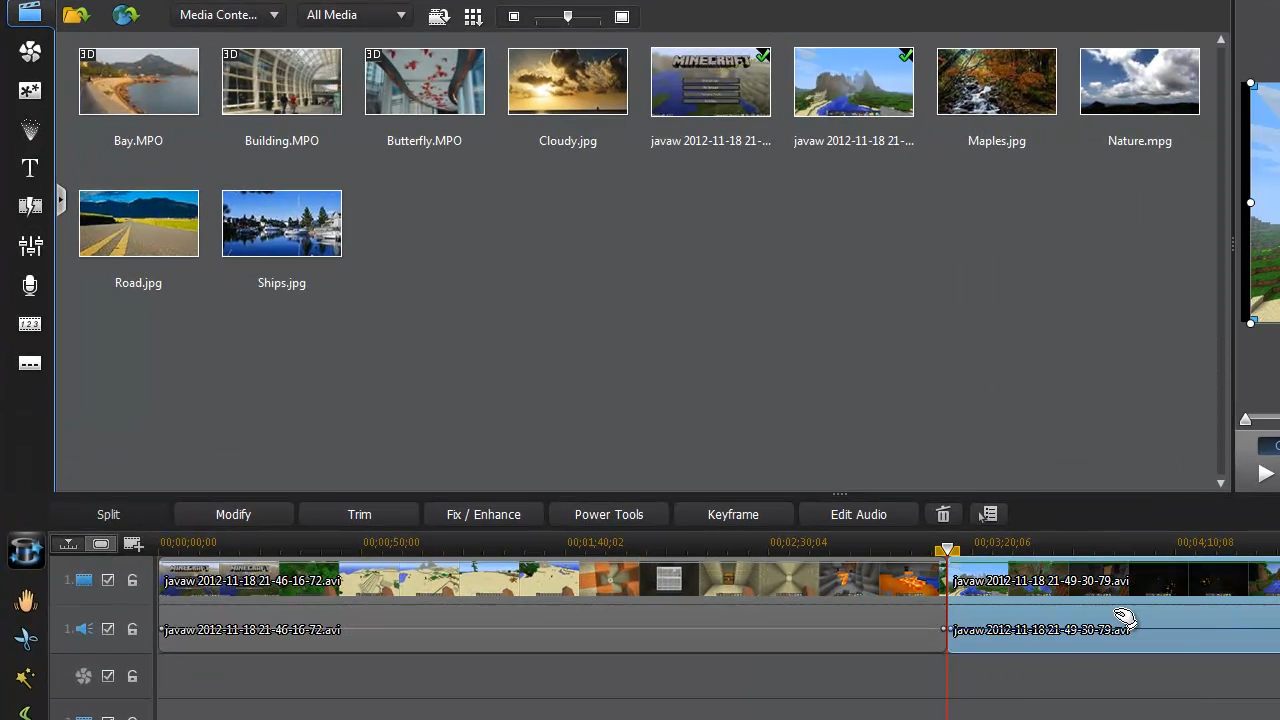 Media Conte... All Media
3D 3D 3D MINECRAFT
Bay.MPO Building.MPO Butterfly.MPO Cloudy.jpg javaw 2012-11-18 21-... javaw 2012-11-18 21-... Maples.jpg Nature.mpg
Road.jpg Ships.jpg
Split Modify Trim Fix / Enhance Power Tools Keyframe Edit Audio
00;00;00;00 00;00;50;00 00;01;40;02 00;02;30;04 00;03;20;06 00;04;10;08
1. javaw 2012-11-18 21-46-16-72.avi javaw 2012-11-18 21-49-30-79.avi
1. javaw 2012-11-18 21-46-16-72.avi javaw 2012-11-18 21-49-30-79.avi